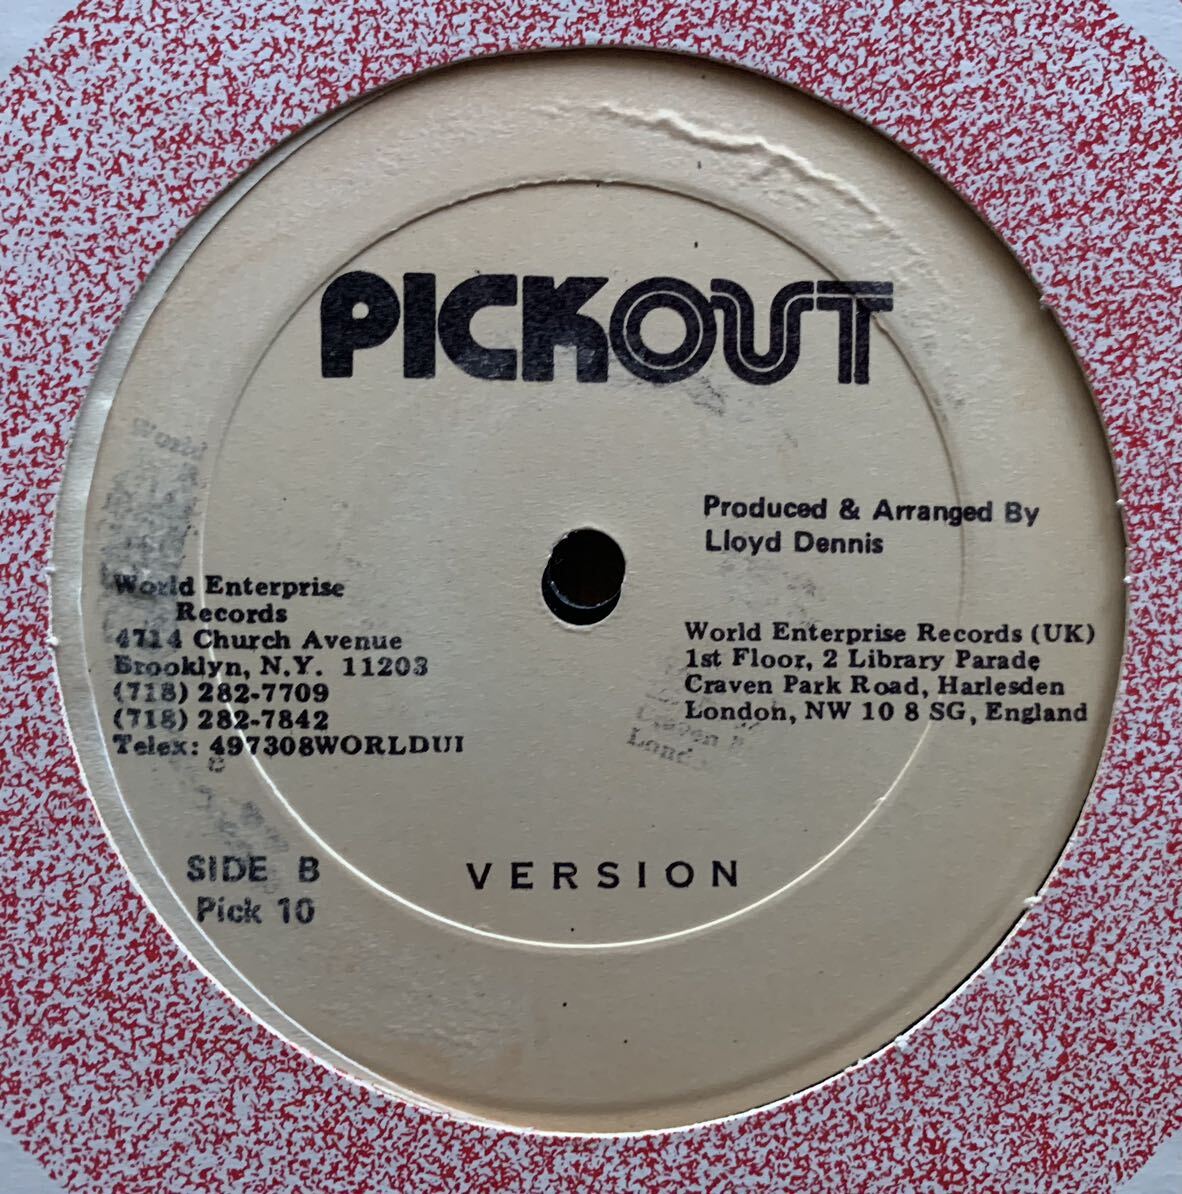 PICKOUT
Produced & Arranged By
Lloyd Dennis
World Enterprise
Records
4714 Church Avenue
Brooklyn, N.Y. 11203
(718) 282-7709
(718) 282-7842
Telex: 497308WORLDUI
World Enterprise Records (UK)
1st Floor, 2 Library Parade
Craven Park Road, Harlesden
London, NW 10 8 SG, England
SIDE B
Pick 10
VERSION